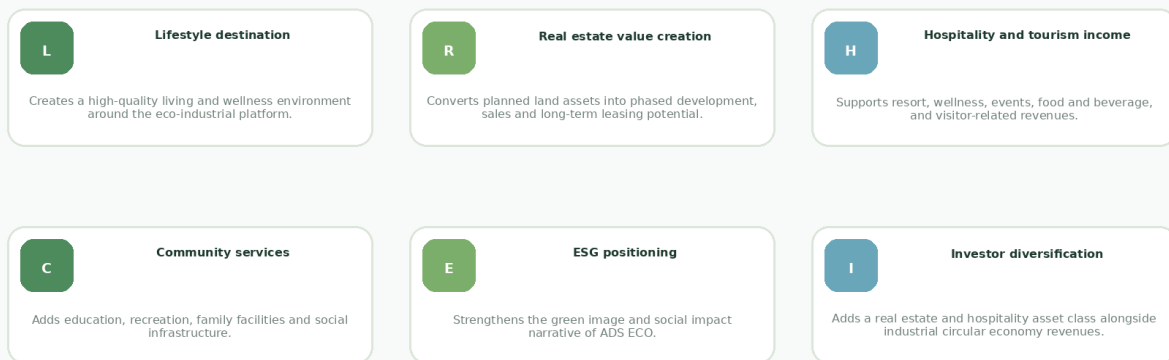 L
Lifestyle destination
Creates a high-quality living and wellness environment
around the eco-industrial platform.
R
Real estate value creation
Converts planned land assets into phased development,
sales and long-term leasing potential.
H
Hospitality and tourism income
Supports resort, wellness, events, food and beverage,
and visitor-related revenues.
C
Community services
Adds education, recreation, family facilities and social
infrastructure.
E
ESG positioning
Strengthens the green image and social impact
narrative of ADS ECO.
I
Investor diversification
Adds a real estate and hospitality asset class alongside
industrial circular economy revenues.